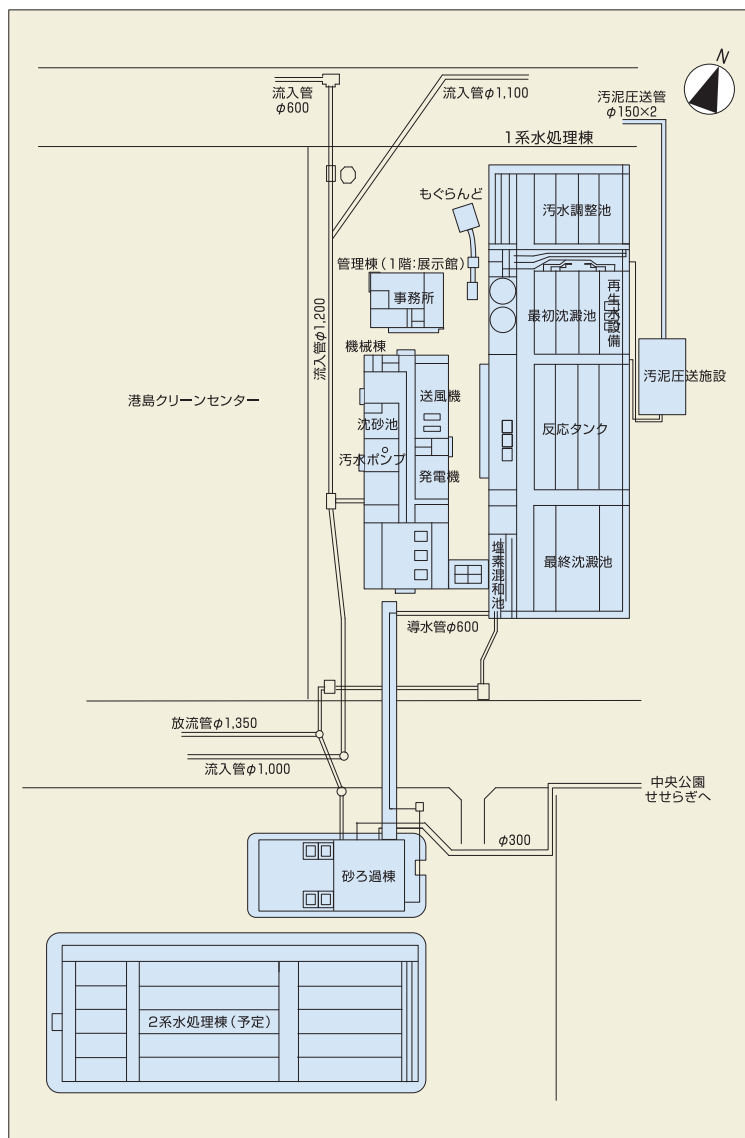 N
流入管
φ600
流入管φ1,100
汚泥圧送管
φ150×2
1系水処理棟
もぐらんど
汚水調整池
管理棟(1階:展示館)
事務所
再生水設備
最初沈澱池
流入管φ1,200
機械棟
汚泥圧送施設
送風機
港島クリーンセンター
沈砂池
反応タンク
汚水ポンプ
発電機
塩素混和池
最終沈澱池
導水管φ600
放流管φ1,350
流入管φ1,000
中央公園
せせらぎへ
φ300
砂ろ過棟
2系水処理棟(予定)